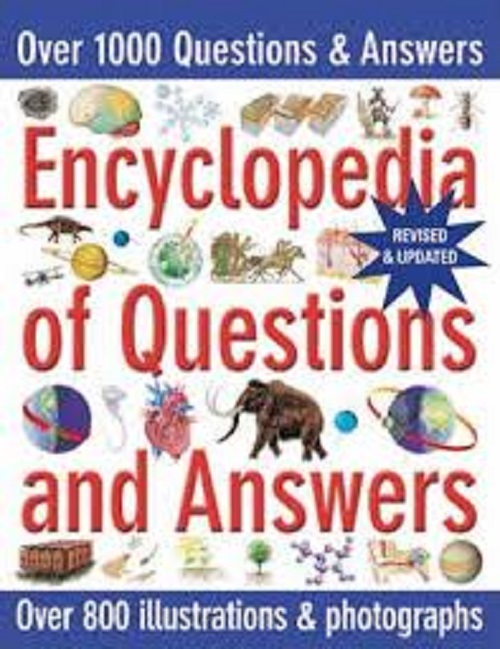 Over 1000 Questions & Answers
Encyclopedia
REVISED
& UPDATED
of Questions
and Answers
Over 800 illustrations & photographs